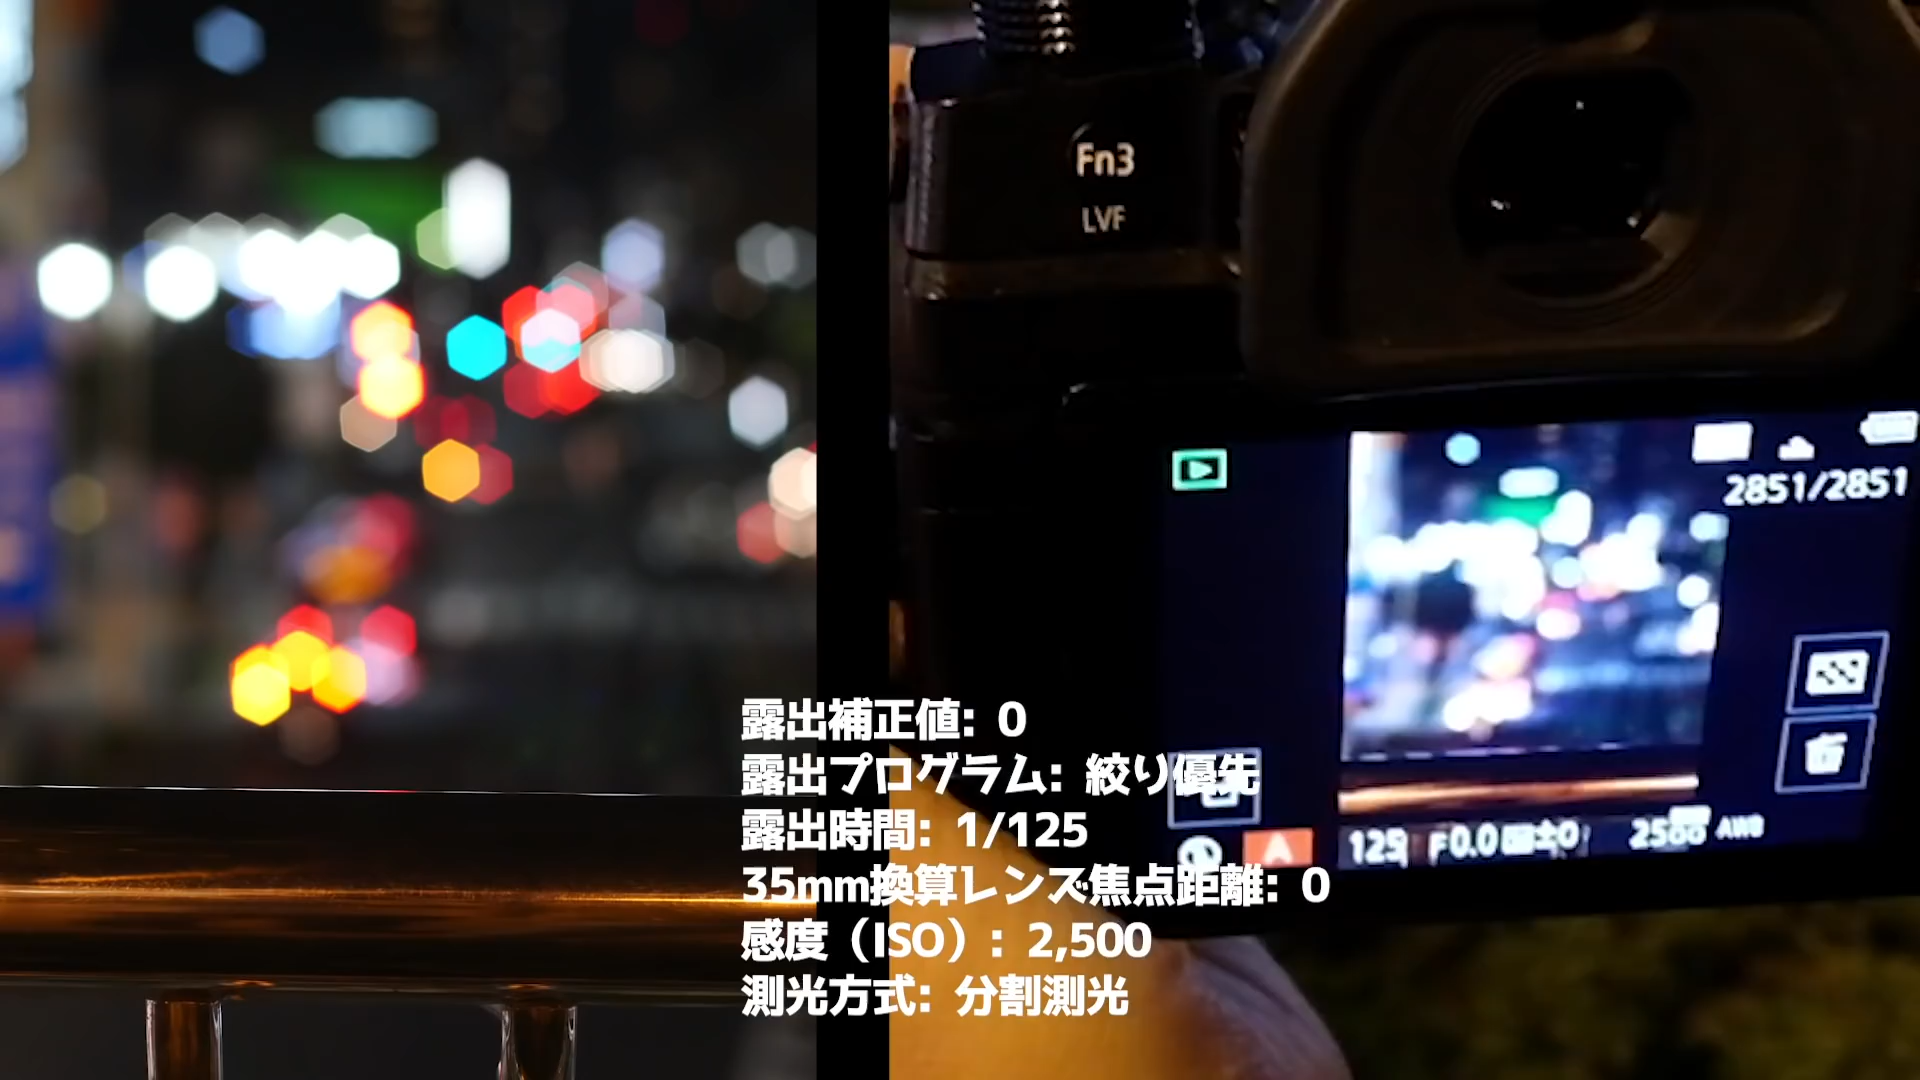 Fn3
LVF
2851/2851
露出補正値: 0
露出プログラム: 絞り優先
露出時間: 1/125
35mm換算レンズ焦点距離: 0
感度（ISO）: 2,500
測光方式: 分割測光
A 125 F0.0 ±0 2500 AWB